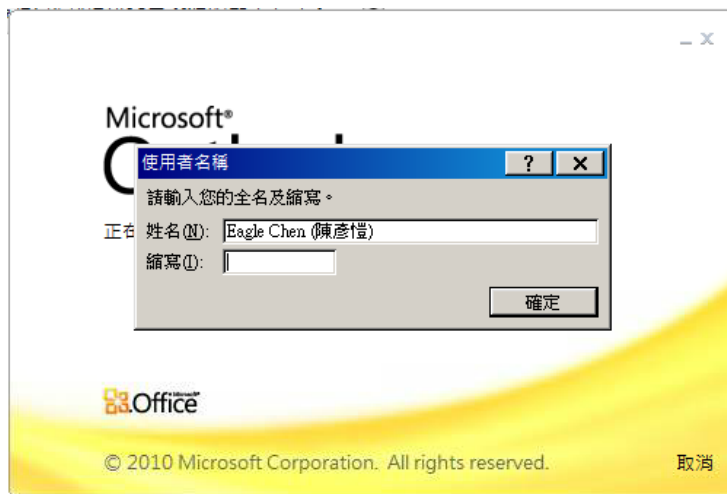 Microsoft®
使用者名稱
請輸入您的全名及縮寫。
正在
姓名(N): Eagle Chen (陳彥愷)
縮寫(I):
確定
Microsoft®
Office
© 2010 Microsoft Corporation. All rights reserved.
取消